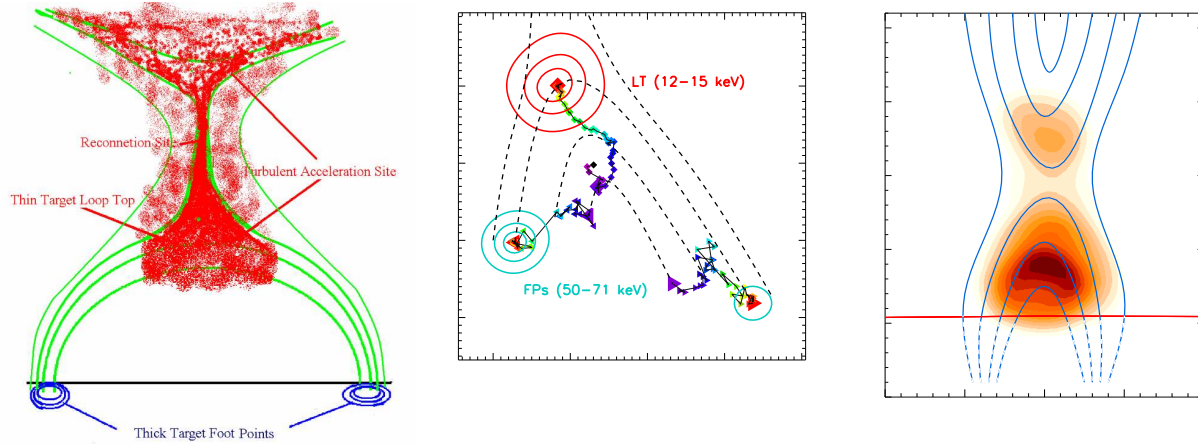 Reconnetion Site
Turbulent Acceleration Site
Thin Target Loop Top
Thick Target Foot Points
LT (12-15 keV)
FPs (50-71 keV)